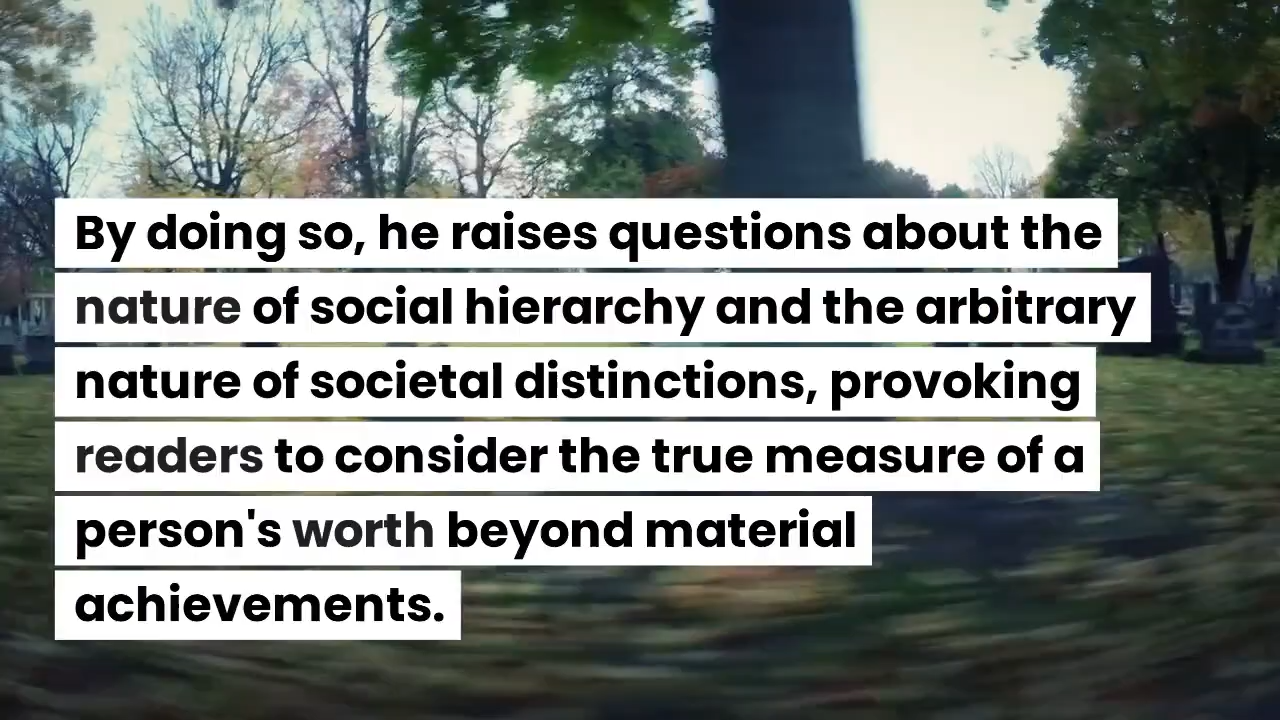 By doing so, he raises questions about the
nature of social hierarchy and the arbitrary
nature of societal distinctions, provoking
readers to consider the true measure of a
person's worth beyond material
achievements.